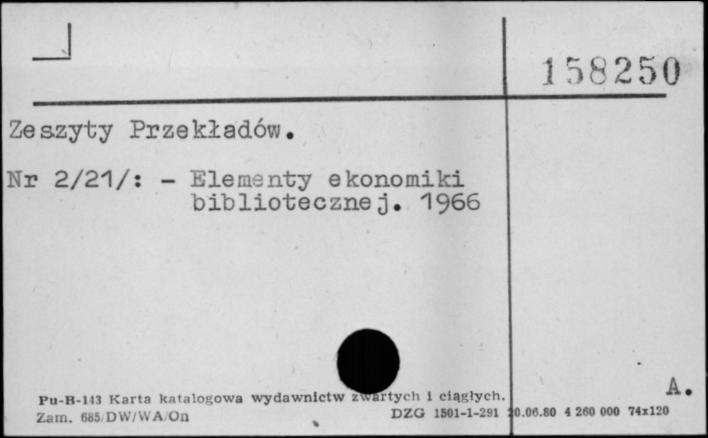 158250
Zeszyty Przekładów.
Nr 2/21/: - Elementy ekonomiki
bibliotecznej. 1966
A.
Pu-B-143 Karta katalogowa wydawnictw zwartych i ciągłych.
Zam. 685/DW/WA/On DZG 1501-1-291 20.06.80 4 260 000 74x120